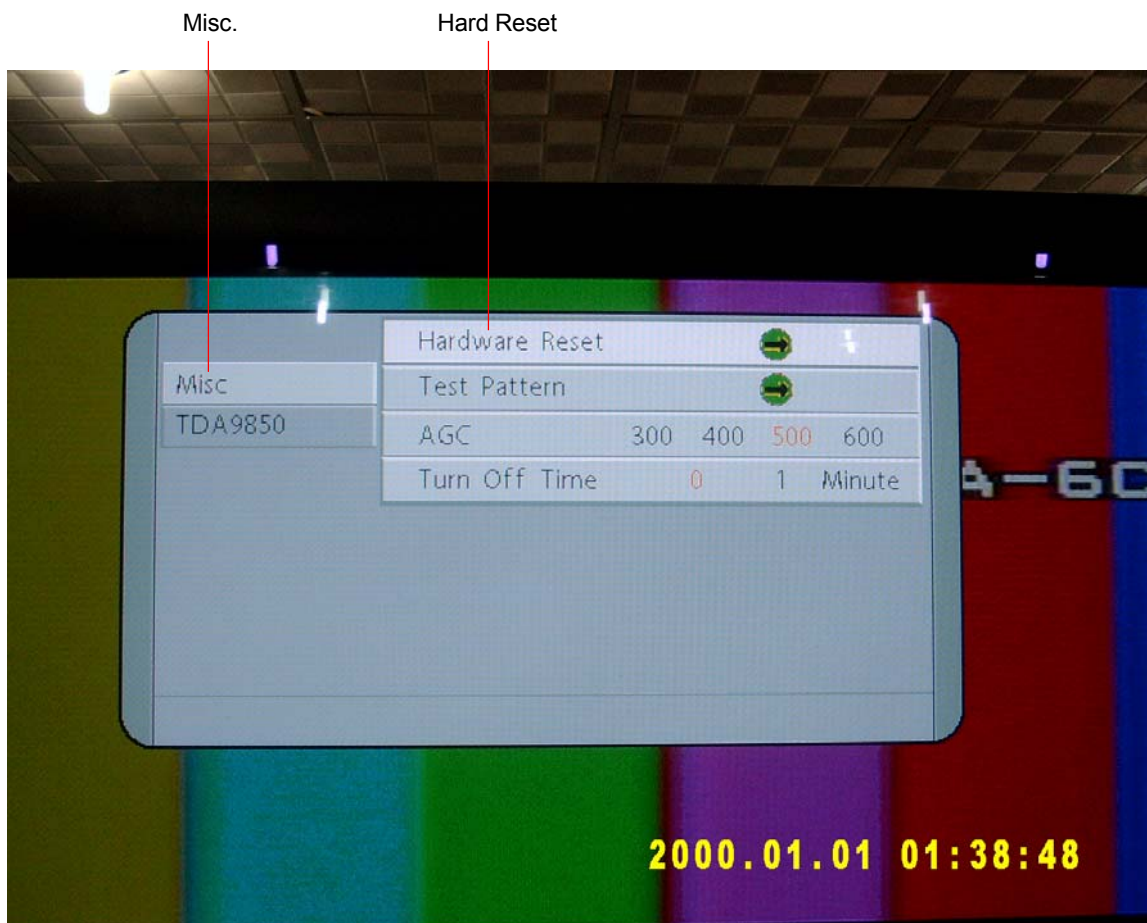 Misc. Hard Reset
Hardware Reset
Misc
Test Pattern
TDA9850
AGC 300 400 500 600
Turn Off Time 0 1 Minute
A-6C
2000.01.01 01:38:48